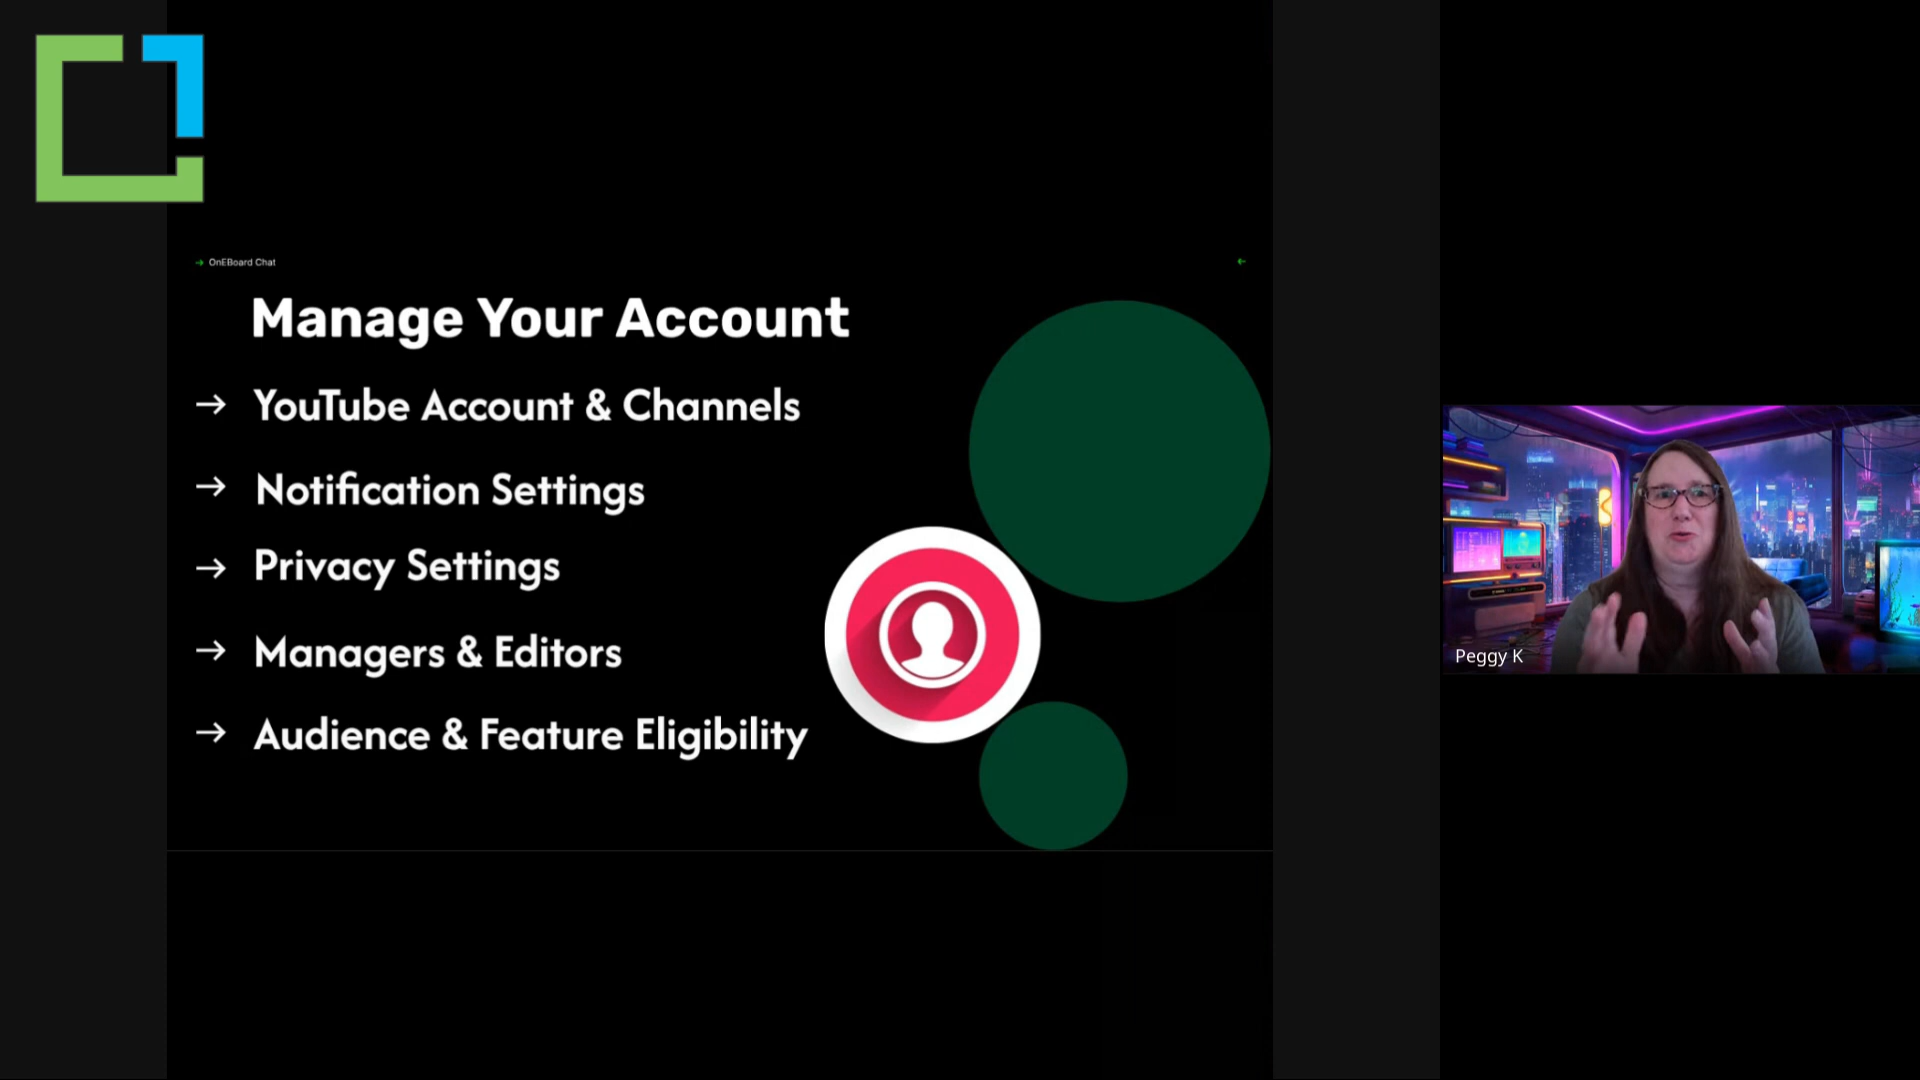 OnEBoard Chat
Manage Your Account
→ YouTube Account & Channels
→ Notification Settings
→ Privacy Settings
→ Managers & Editors
→ Audience & Feature Eligibility
Peggy K